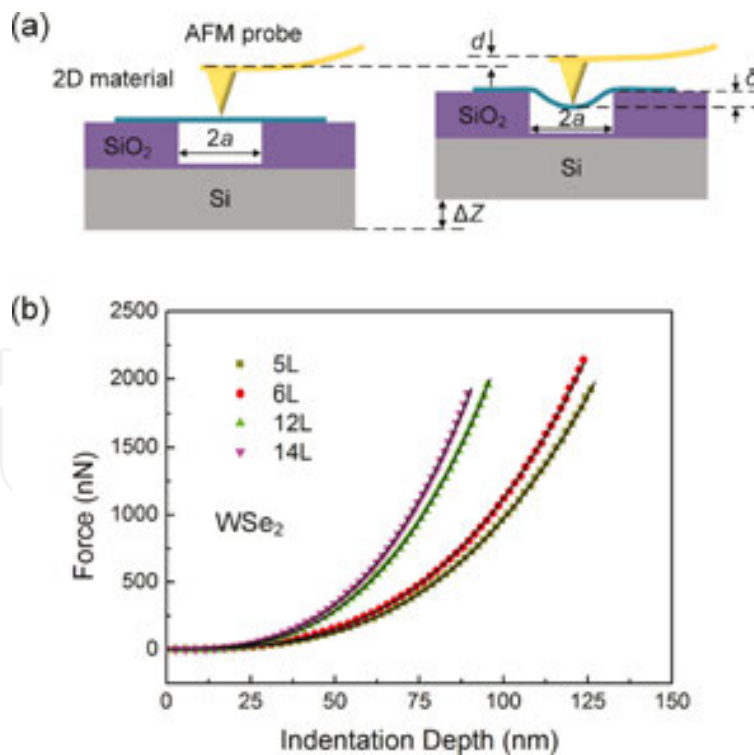 (a)
AFM probe
2D material
SiO₂
2a
Si
d
δ
SiO₂
2a
Si
ΔZ
(b)
2500
2000
1500
1000
500
0
Force (nN)
5L
6L
12L
14L
WSe₂
0 25 50 75 100 125 150
Indentation Depth (nm)